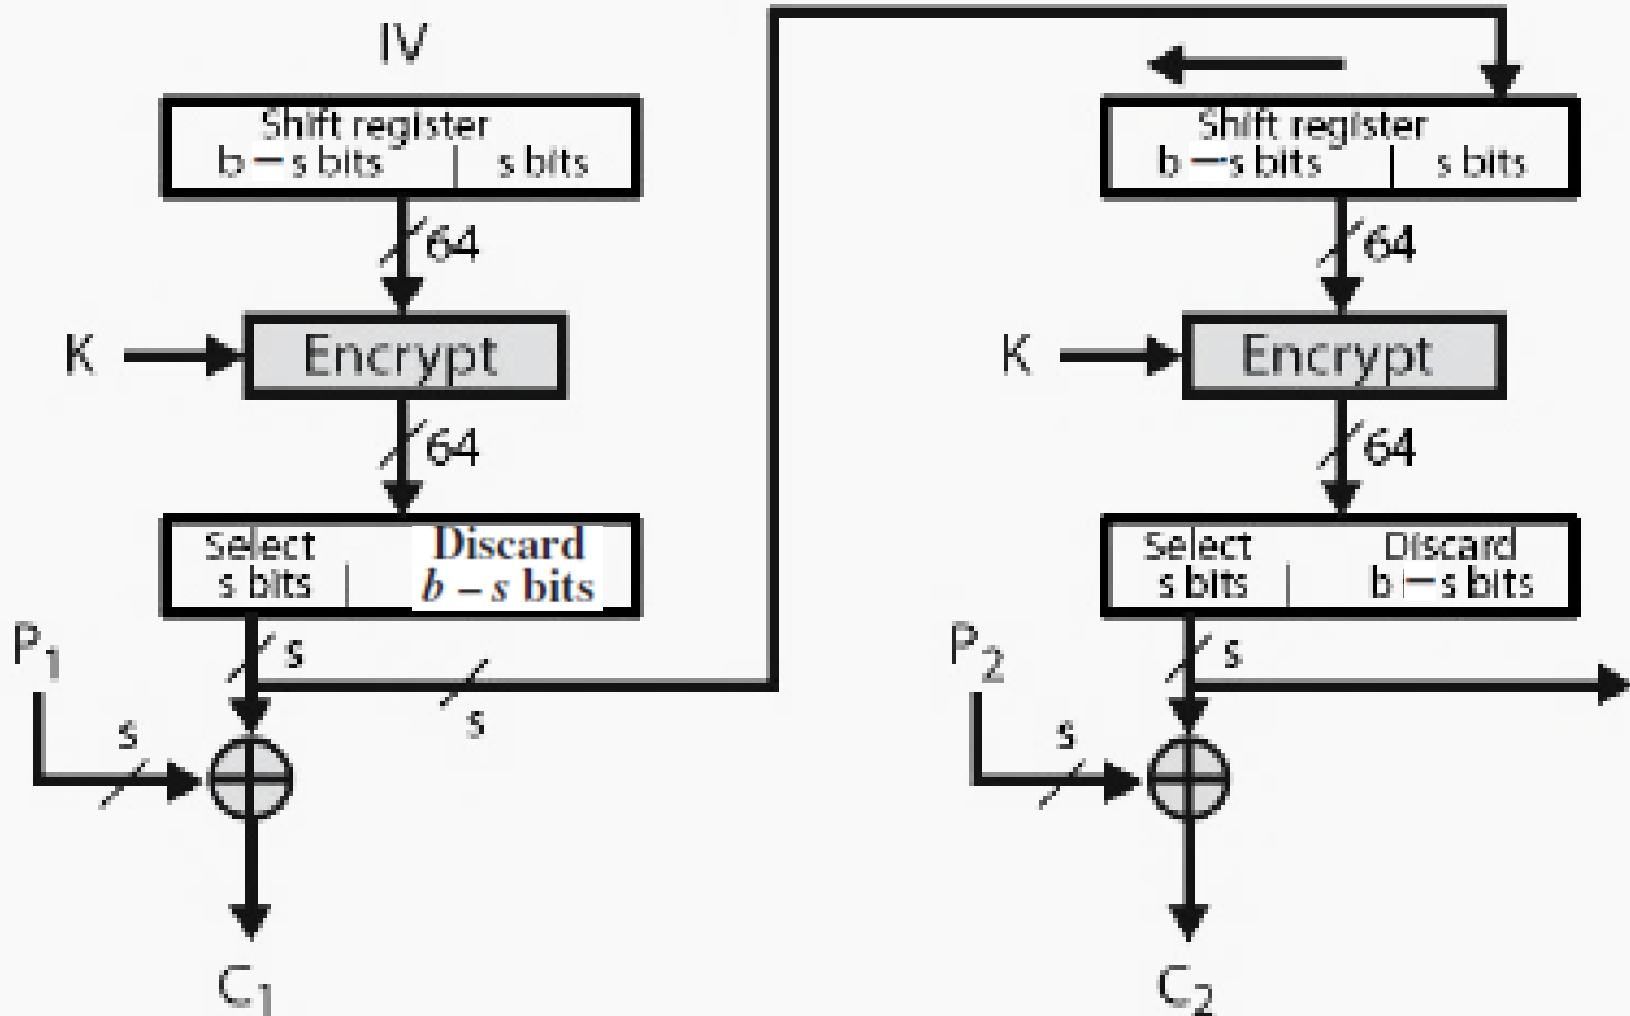 IV
Shift register
b – s bits | s bits
64
K
Encrypt
64
Select
s bits
Discard
b – s bits
P1
s
s
s
C1
Shift register
b – s bits | s bits
64
K
Encrypt
64
Select
s bits
Discard
b – s bits
P2
s
s
C2